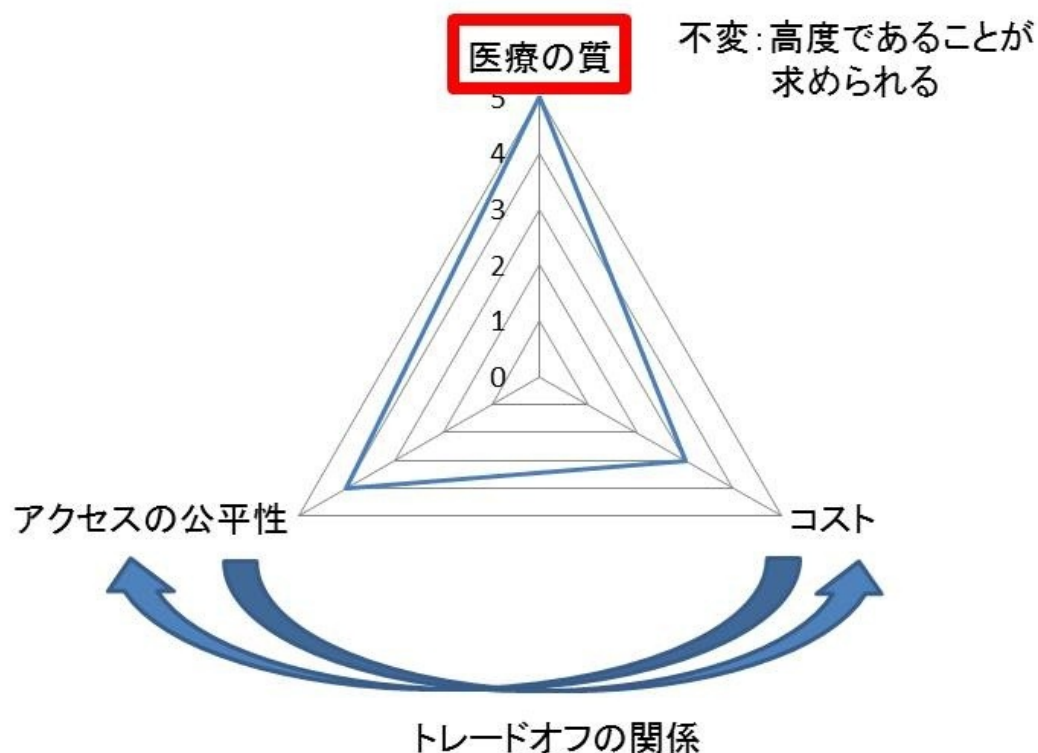 医療の質
不変：高度であることが
求められる
5
4
3
2
1
0
アクセスの公平性
コスト
トレードオフの関係